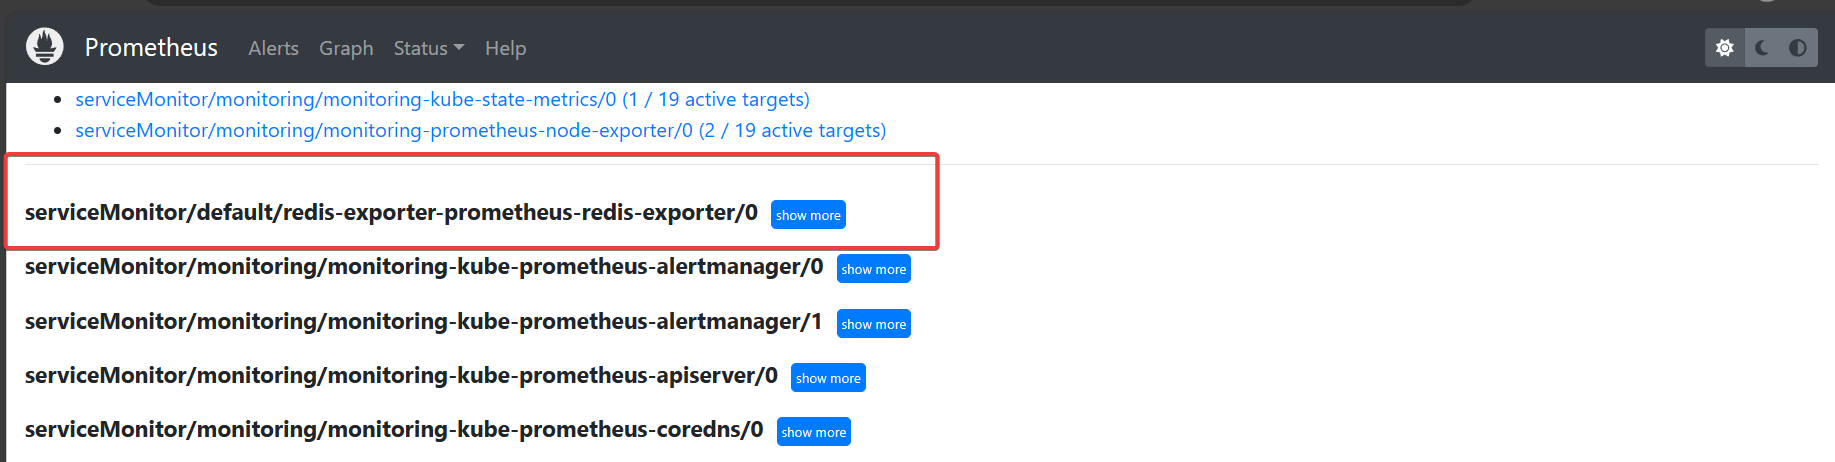 Prometheus Alerts Graph Status Help
serviceMonitor/monitoring/monitoring-kube-state-metrics/0 (1 / 19 active targets)
serviceMonitor/monitoring/monitoring-prometheus-node-exporter/0 (2 / 19 active targets)
serviceMonitor/default/redis-exporter-prometheus-redis-exporter/0 show more
serviceMonitor/monitoring/monitoring-kube-prometheus-alertmanager/0 show more
serviceMonitor/monitoring/monitoring-kube-prometheus-alertmanager/1 show more
serviceMonitor/monitoring/monitoring-kube-prometheus-apiserver/0 show more
serviceMonitor/monitoring/monitoring-kube-prometheus-coredns/0 show more